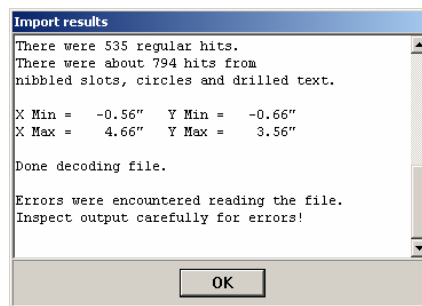 Import results
There were 535 regular hits.
There were about 794 hits from
nibbled slots, circles and drilled text.
X Min = -0.56" Y Min = -0.66"
X Max = 4.66" Y Max = 3.56"
Done decoding file.
Errors were encountered reading the file.
Inspect output carefully for errors!
OK